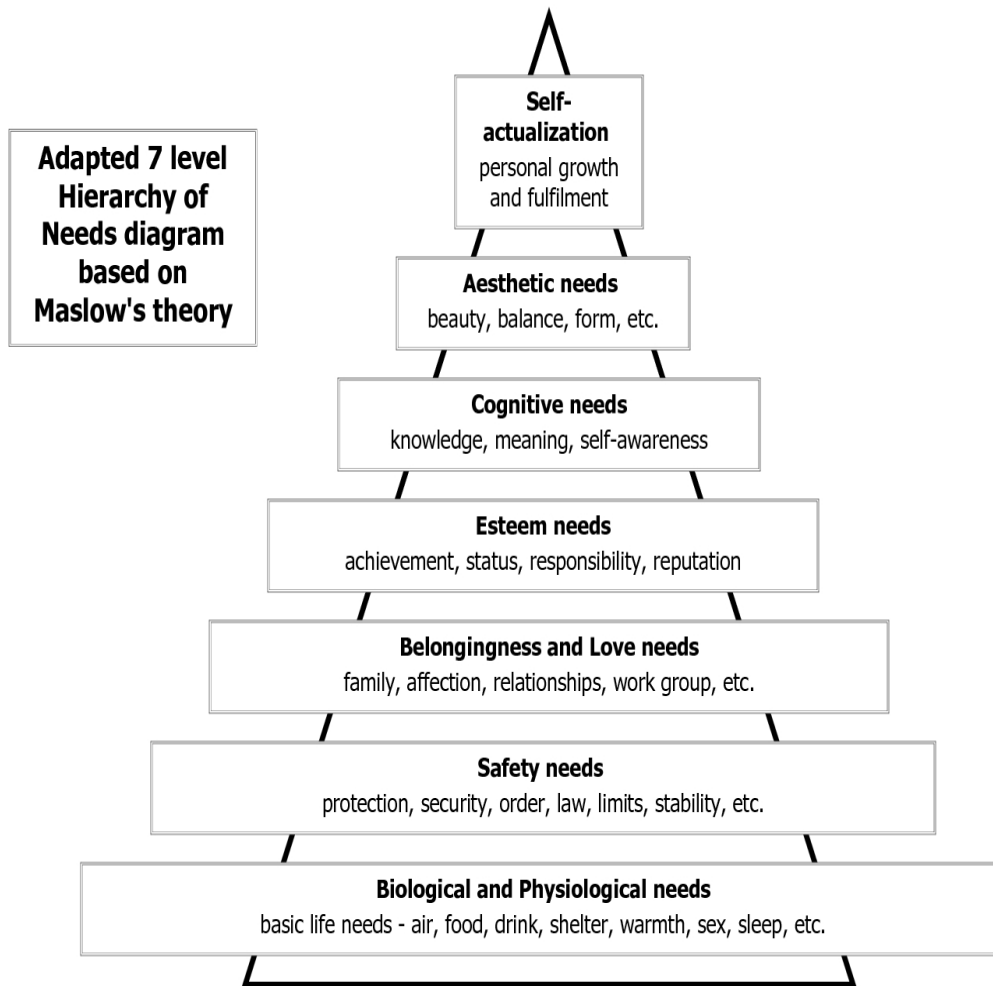 Adapted 7 level
Hierarchy of
Needs diagram
based on
Maslow's theory
Self-
actualization
personal growth
and fulfilment
Aesthetic needs
beauty, balance, form, etc.
Cognitive needs
knowledge, meaning, self-awareness
Esteem needs
achievement, status, responsibility, reputation
Belongingness and Love needs
family, affection, relationships, work group, etc.
Safety needs
protection, security, order, law, limits, stability, etc.
Biological and Physiological needs
basic life needs - air, food, drink, shelter, warmth, sex, sleep, etc.